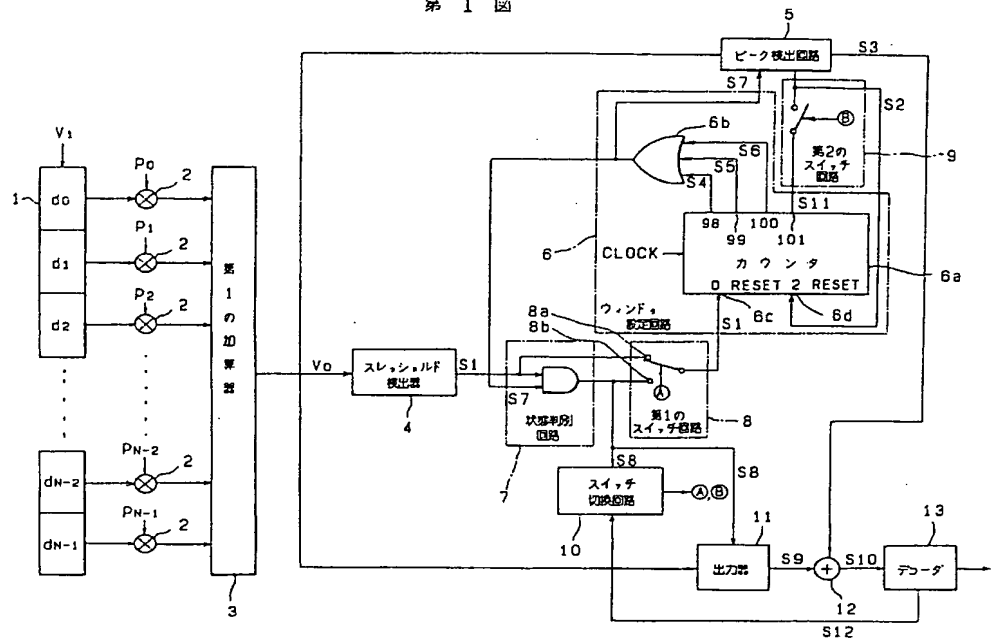 第 1 図
V1
1
d0
d1
d2
dN-2
dN-1
P0
2
P1
2
P2
2
PN-2
2
PN-1
2
第1の加算器
3
V0
スレッショルド
検出器
4
S1
S7
状態判別
回路
7
8a
8b
A
第1の
スイッチ回路
8
S8
S8
スイッチ
切換回路
10
A,B
11
出力器
S9
+
12
S10
13
デコーダ
S12
5
ピーク検出回路
S3
S7
S2
B
第2の
スイッチ
回路
9
6b
S6
S5
S4
S11
98
99
100
101
6
CLOCK
カウンタ
0 RESET 2 RESET
6a
6c
6d
ウィンドゥ
設定回路
S1